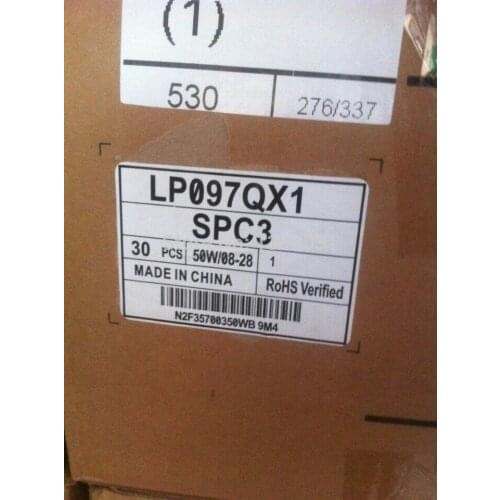 (1)
530 276/337
LP097QX1
SPC3
30 PCS 50W/08-28 1
MADE IN CHINA RoHS Verified
N2F35700350WB 9M4